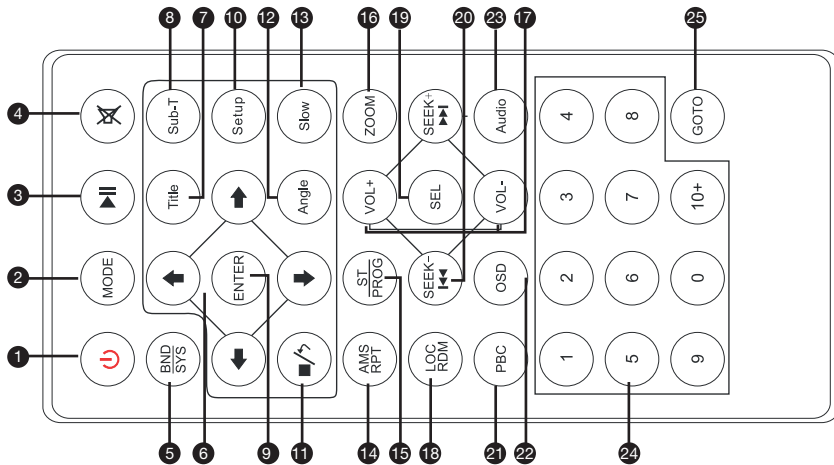 1 2 3 4
MODE
8
7
10
12
13
5
6
9
11
BND
SYS
Title
Sub-T
ENTER
Setup
Angle
Slow
16
19
20
23
17
14
15
18
21
22
AMS
RPT
ST
PROG
VOL+
ZOOM
LOC
RDM
SEEK-
SEL
SEEK+
PBC
OSD
VOL-
Audio
1 2 3 4
5 6 7 8
9 0 10+
GOTO
24
25